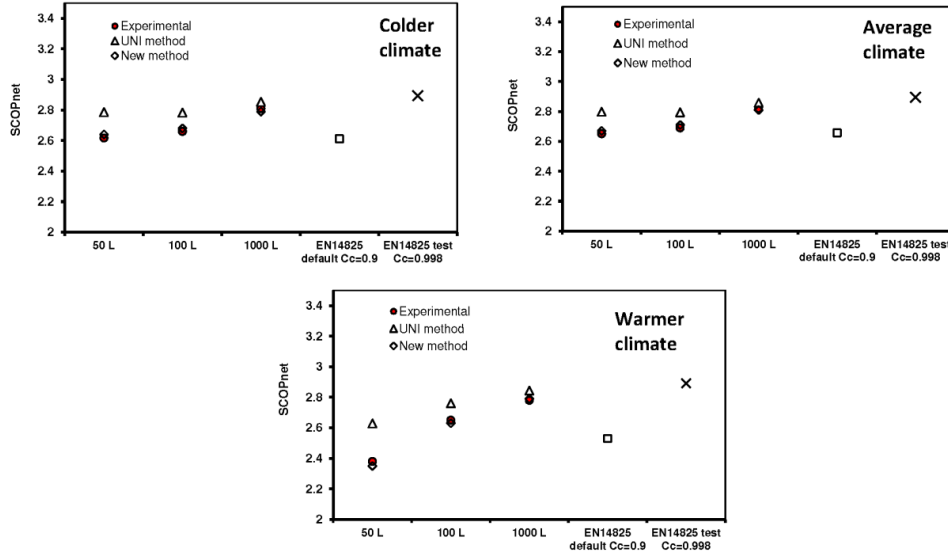 3.4
3.2
3
2.8
2.6
2.4
2.2
2
SCOPnet
Experimental
UNI method
New method
Colder
climate
50 L
100 L
1000 L
EN14825
default Cc=0.9
EN14825 test
Cc=0.998
3.4
3.2
3
2.8
2.6
2.4
2.2
2
SCOPnet
Experimental
UNI method
New method
Average
climate
50 L
100 L
1000 L
EN14825
default Cc=0.9
EN14825 test
Cc=0.998
3.4
3.2
3
2.8
2.6
2.4
2.2
2
SCOPnet
Experimental
UNI method
New method
Warmer
climate
50 L
100 L
1000 L
EN14825
default Cc=0.9
EN14825 test
Cc=0.998